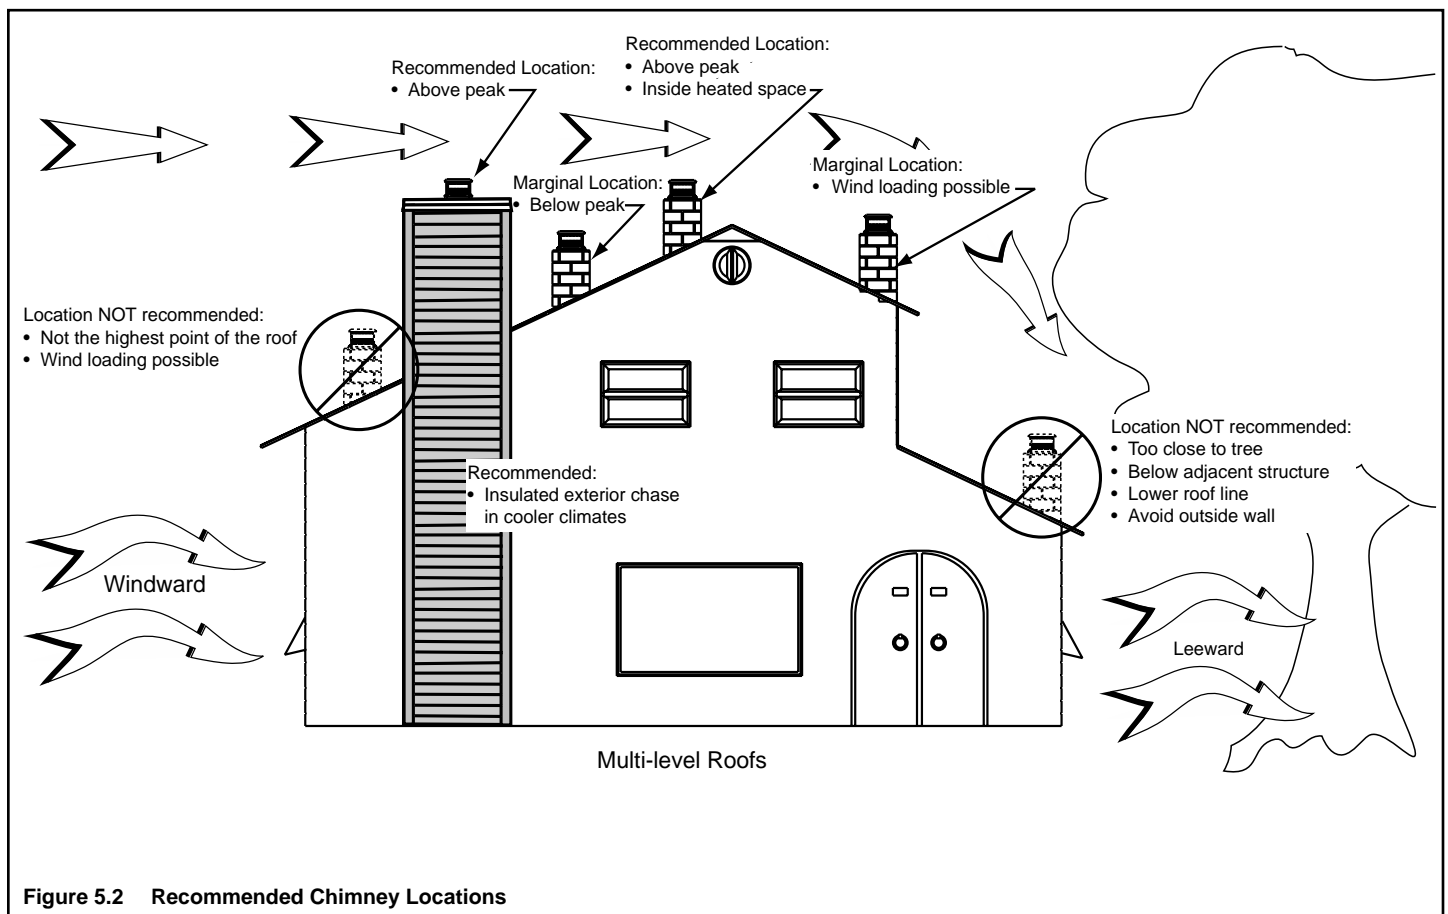 Recommended Location:
• Above peak
Recommended Location:
• Above peak
• Inside heated space
Marginal Location:
• Below peak
Marginal Location:
• Wind loading possible
Location NOT recommended:
• Not the highest point of the roof
• Wind loading possible
Recommended:
• Insulated exterior chase
in cooler climates
Location NOT recommended:
• Too close to tree
• Below adjacent structure
• Lower roof line
• Avoid outside wall
Windward
Leeward
Multi-level Roofs
Figure 5.2 Recommended Chimney Locations